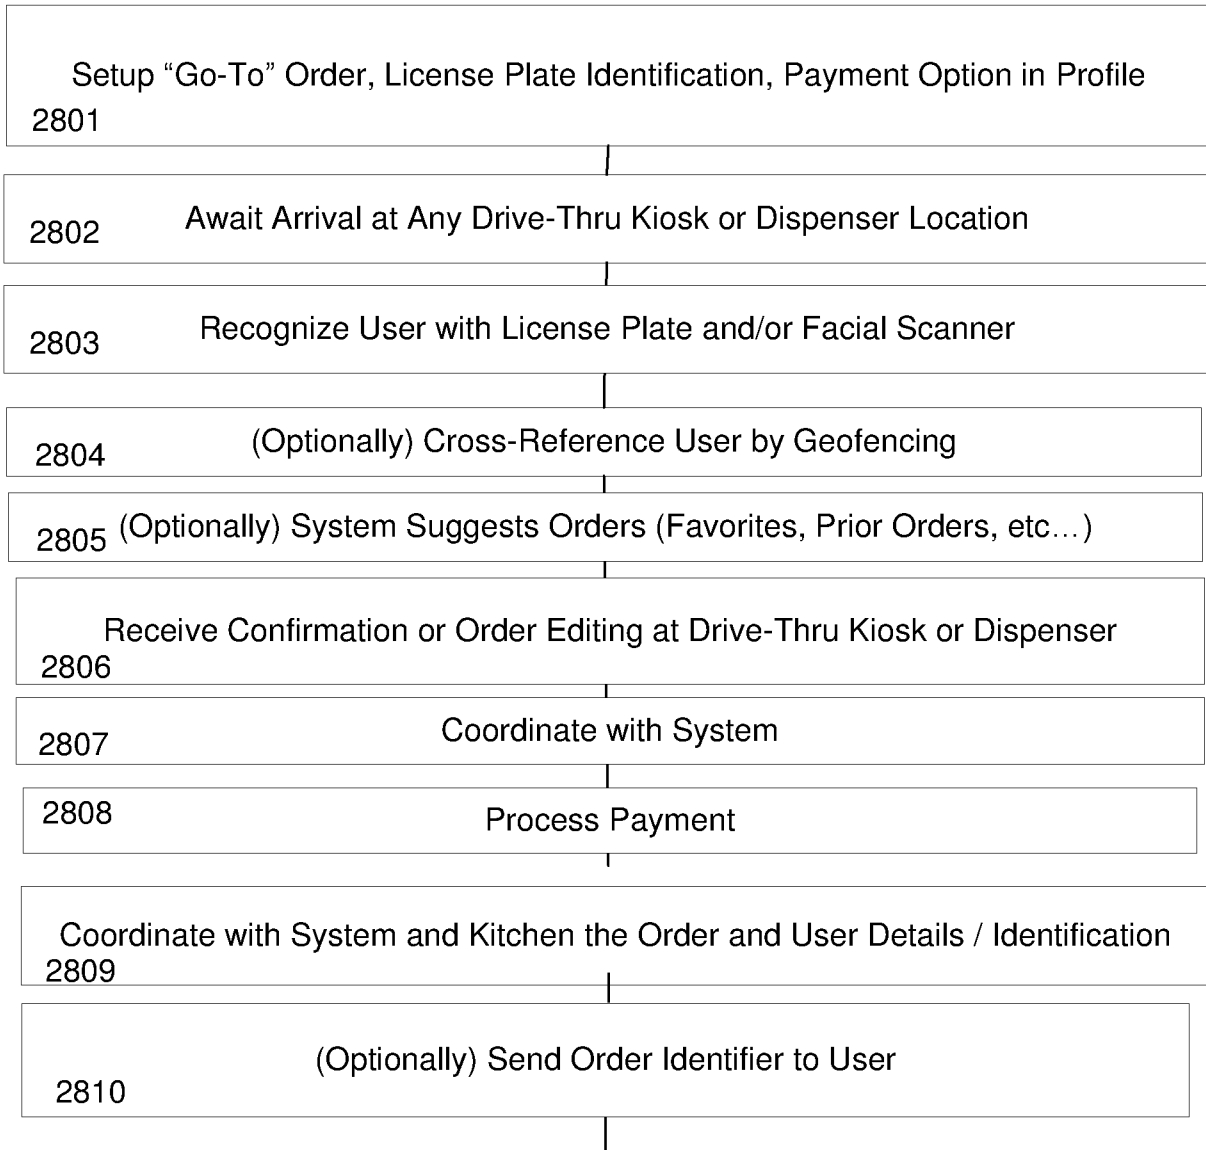 Setup “Go-To” Order, License Plate Identification, Payment Option in Profile
2801
Await Arrival at Any Drive-Thru Kiosk or Dispenser Location
2802
Recognize User with License Plate and/or Facial Scanner
2803
(Optionally) Cross-Reference User by Geofencing
2804
2805 (Optionally) System Suggests Orders (Favorites, Prior Orders, etc…)
Receive Confirmation or Order Editing at Drive-Thru Kiosk or Dispenser
2806
Coordinate with System
2807
2808
Process Payment
Coordinate with System and Kitchen the Order and User Details / Identification
2809
(Optionally) Send Order Identifier to User
2810